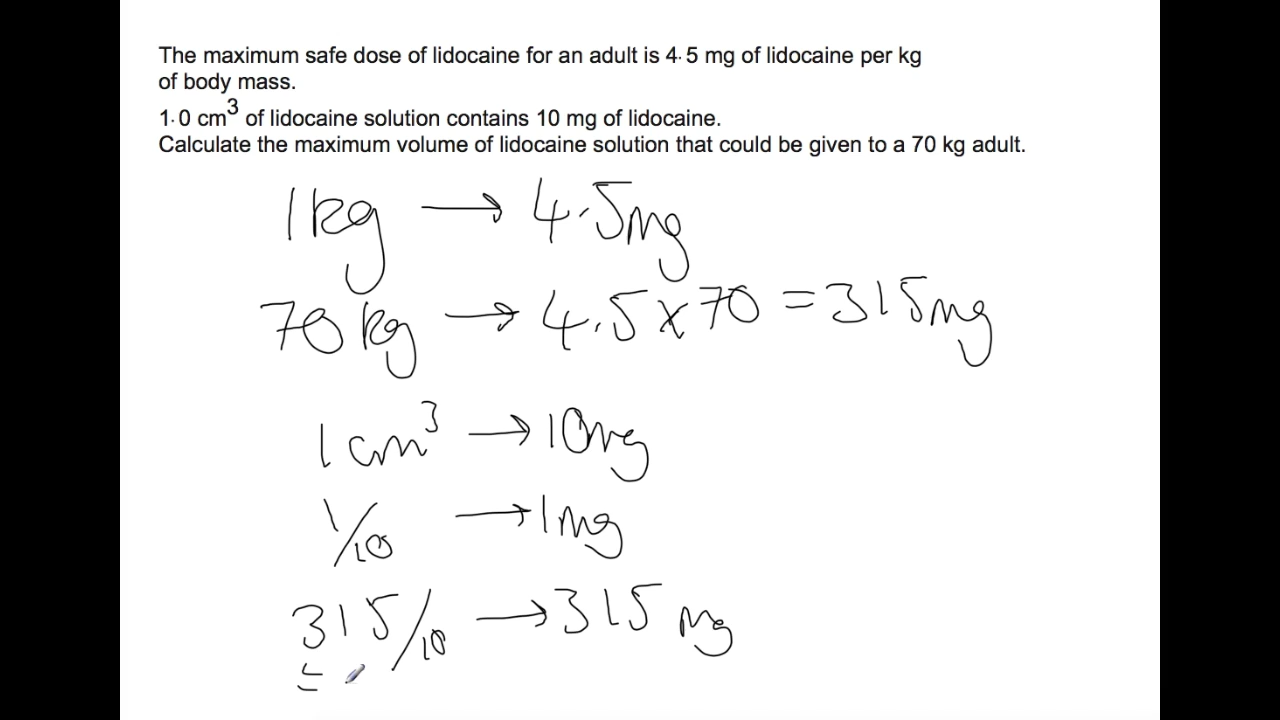 The maximum safe dose of lidocaine for an adult is 4·5 mg of lidocaine per kg
of body mass.
1·0 cm³ of lidocaine solution contains 10 mg of lidocaine.
Calculate the maximum volume of lidocaine solution that could be given to a 70 kg adult.
1kg → 4.5mg
70kg → 4.5 x 70 = 315mg
1 cm³ → 10mg
1/10 → 1mg
315/10 → 315 mg
=